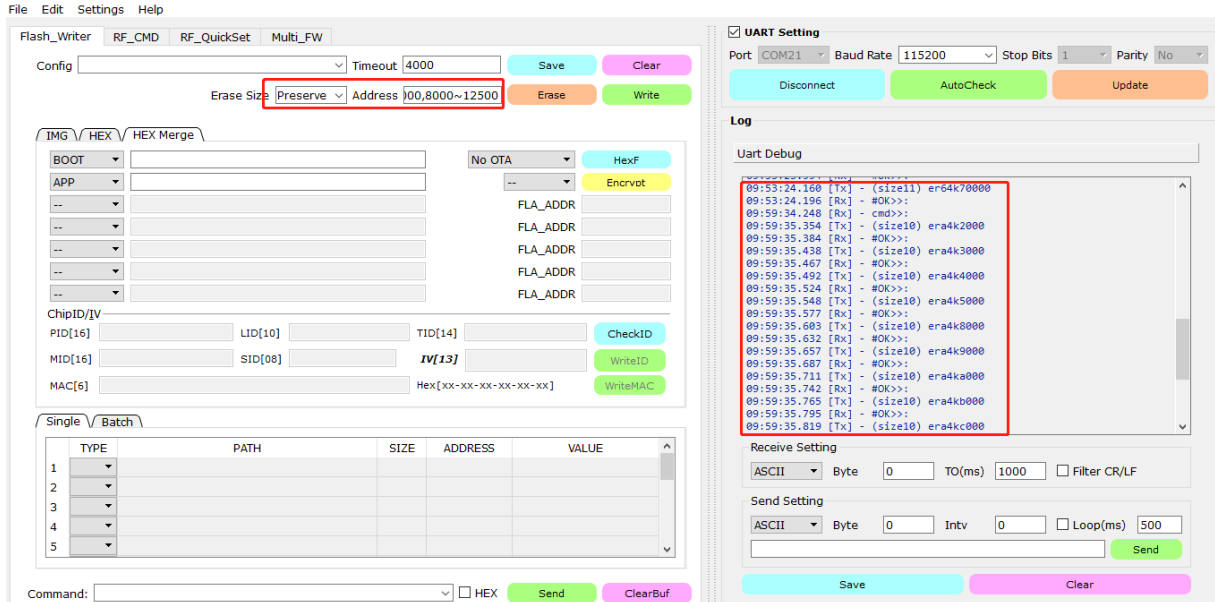 File Edit Settings Help
Flash_Writer RF_CMD RF_QuickSet Multi_FW
Config Timeout 4000 Save Clear
Erase Size Preserve Address 000,8000~12500 Erase Write
IMG HEX HEX Merge
BOOT No OTA HexF
APP -- Encrypt
-- FLA_ADDR
-- FLA_ADDR
-- FLA_ADDR
-- FLA_ADDR
-- FLA_ADDR
ChipID/IV
PID[16] LID[10] TID[14] CheckID
MID[16] SID[08] IV[13] WriteID
MAC[6] Hex[xx-xx-xx-xx-xx-xx] WriteMAC
Single Batch
TYPE PATH SIZE ADDRESS VALUE
1
2
3
4
5
Command: HEX Send ClearBuf
UART Setting
Port COM21 Baud Rate 115200 Stop Bits 1 Parity No
Disconnect AutoCheck Update
Log
Uart Debug
09:53:24.160 [Tx] - (size11) er64k70000
09:53:24.196 [Rx] - #OK>>:
09:59:34.248 [Rx] - cmd>>:
09:59:35.354 [Tx] - (size10) era4k2000
09:59:35.384 [Rx] - #OK>>:
09:59:35.438 [Tx] - (size10) era4k3000
09:59:35.467 [Rx] - #OK>>:
09:59:35.492 [Tx] - (size10) era4k4000
09:59:35.524 [Rx] - #OK>>:
09:59:35.548 [Tx] - (size10) era4k5000
09:59:35.577 [Rx] - #OK>>:
09:59:35.603 [Tx] - (size10) era4k8000
09:59:35.632 [Rx] - #OK>>:
09:59:35.657 [Tx] - (size10) era4k9000
09:59:35.687 [Rx] - #OK>>:
09:59:35.711 [Tx] - (size10) era4ka000
09:59:35.742 [Rx] - #OK>>:
09:59:35.765 [Tx] - (size10) era4kb000
09:59:35.795 [Rx] - #OK>>:
09:59:35.819 [Tx] - (size10) era4kc000
Receive Setting
ASCII Byte 0 TO(ms) 1000 Filter CR/LF
Send Setting
ASCII Byte 0 Intv 0 Loop(ms) 500
Send
Save Clear